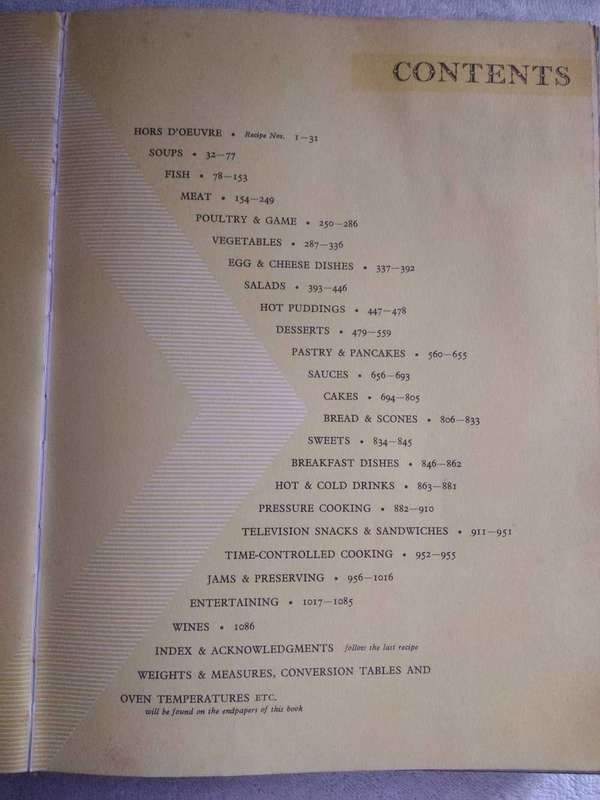 CONTENTS
HORS D'OEUVRE • Recipe Nos. 1—31
SOUPS • 32—77
FISH • 78—153
MEAT • 154—249
POULTRY & GAME • 250—286
VEGETABLES • 287—336
EGG & CHEESE DISHES • 337—392
SALADS • 393—446
HOT PUDDINGS • 447—478
DESSERTS • 479—559
PASTRY & PANCAKES • 560—655
SAUCES • 656—693
CAKES • 694—805
BREAD & SCONES • 806—833
SWEETS • 834—845
BREAKFAST DISHES • 846—862
HOT & COLD DRINKS • 863—881
PRESSURE COOKING • 882—910
TELEVISION SNACKS & SANDWICHES • 911—951
TIME-CONTROLLED COOKING • 952—955
JAMS & PRESERVING • 956—1016
ENTERTAINING • 1017—1085
WINES • 1086
INDEX & ACKNOWLEDGMENTS follow the last recipe
WEIGHTS & MEASURES, CONVERSION TABLES AND
OVEN TEMPERATURES ETC.
will be found on the endpapers of this book